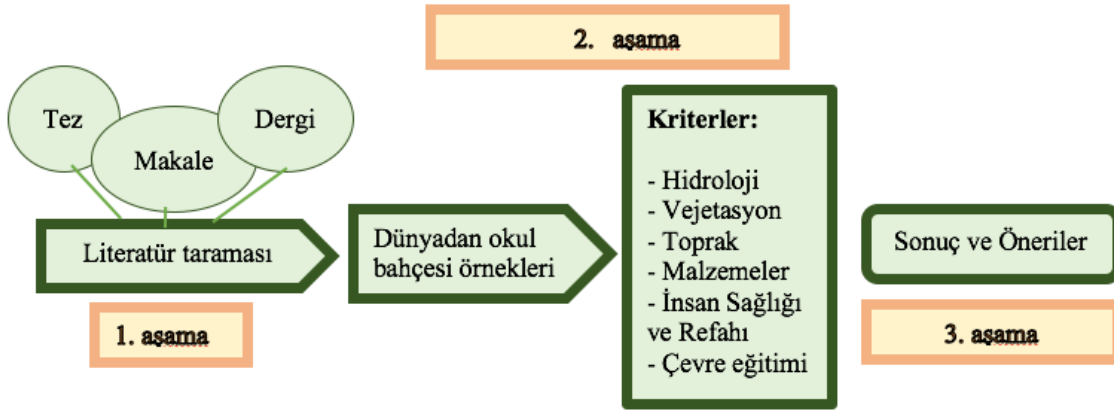 2. aşama
Tez
Makale
Dergi
Literatür taraması
1. aşama
Dünyadan okul
bahçesi örnekleri
Kriterler:
- Hidroloji
- Vejetasyon
- Toprak
- Malzemeler
- İnsan Sağlığı
ve Refahı
- Çevre eğitimi
Sonuç ve Öneriler
3. aşama